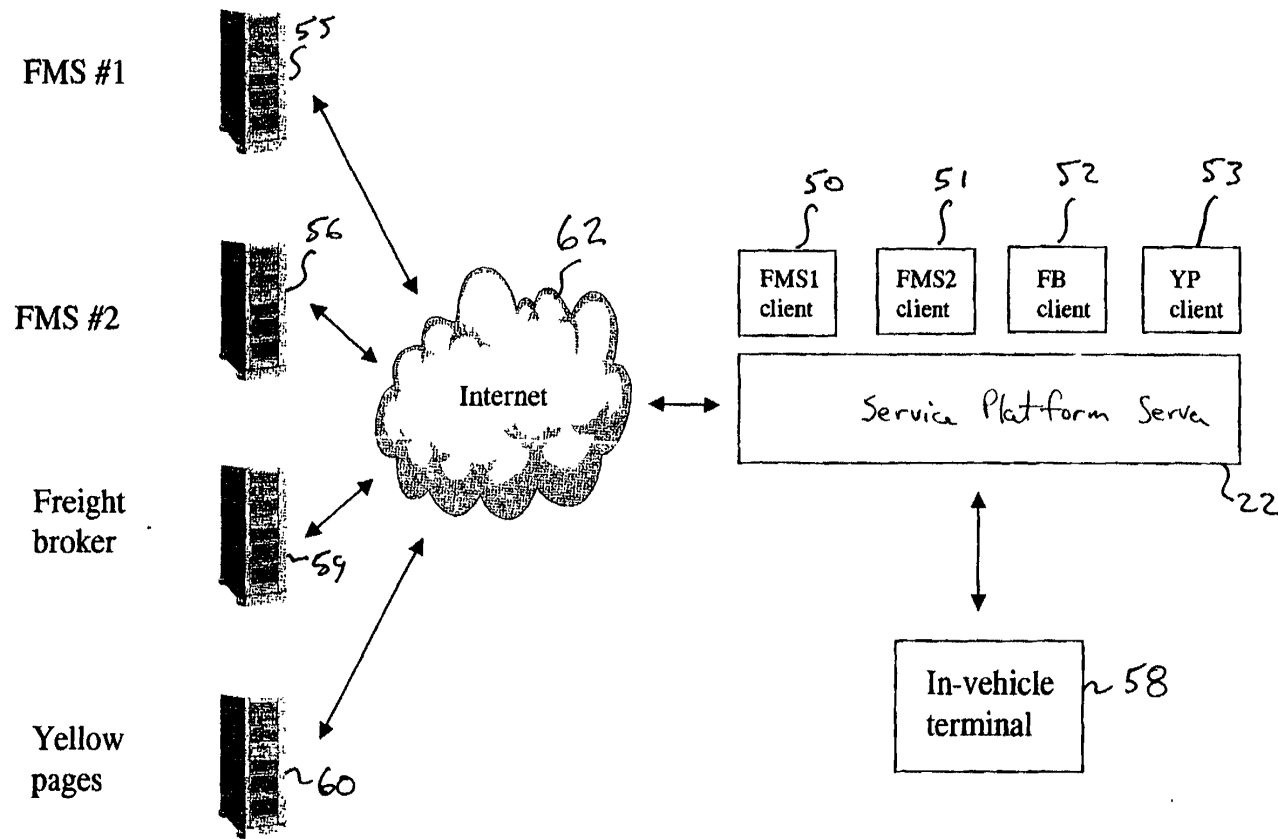 FMS #1
55
FMS #2
56
62
Internet
50
51
52
53
FMS1
client
FMS2
client
FB
client
YP
client
Service Platform Server
22
Freight
broker
59
In-vehicle
terminal
58
Yellow
pages
60